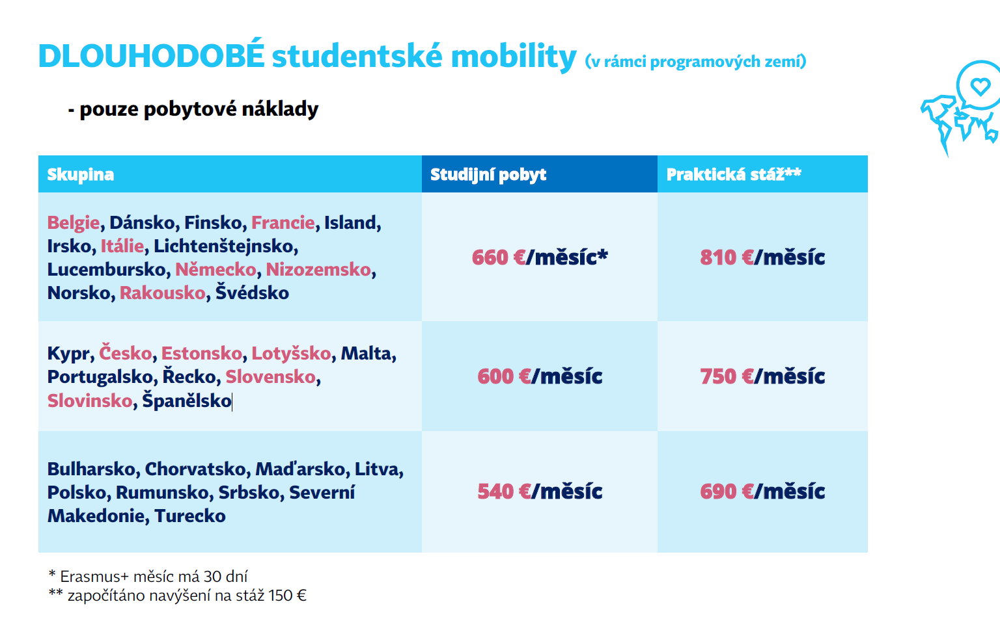 DLOUHODOBÉ studentské mobility (v rámci programových zemí)
- pouze pobytové náklady
Skupina
Studijní pobyt
Praktická stáž**
Belgie, Dánsko, Finsko, Francie, Island,
Irsko, Itálie, Lichtenštejnsko,
Lucembursko, Německo, Nizozemsko,
Norsko, Rakousko, Švédsko
660 €/měsíc*
810 €/měsíc
Kypr, Česko, Estonsko, Lotyšsko, Malta,
Portugalsko, Řecko, Slovensko,
Slovinsko, Španělsko
600 €/měsíc
750 €/měsíc
Bulharsko, Chorvatsko, Maďarsko, Litva,
Polsko, Rumunsko, Srbsko, Severní
Makedonie, Turecko
540 €/měsíc
690 €/měsíc
* Erasmus+ měsíc má 30 dní
** započítáno navýšení na stáž 150 €